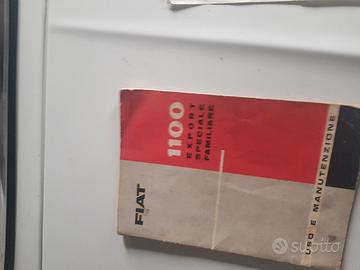 1100
EXPORT
SPECIALE
FAMILIARE
FIAT
USO E MANUTENZIONE
subito